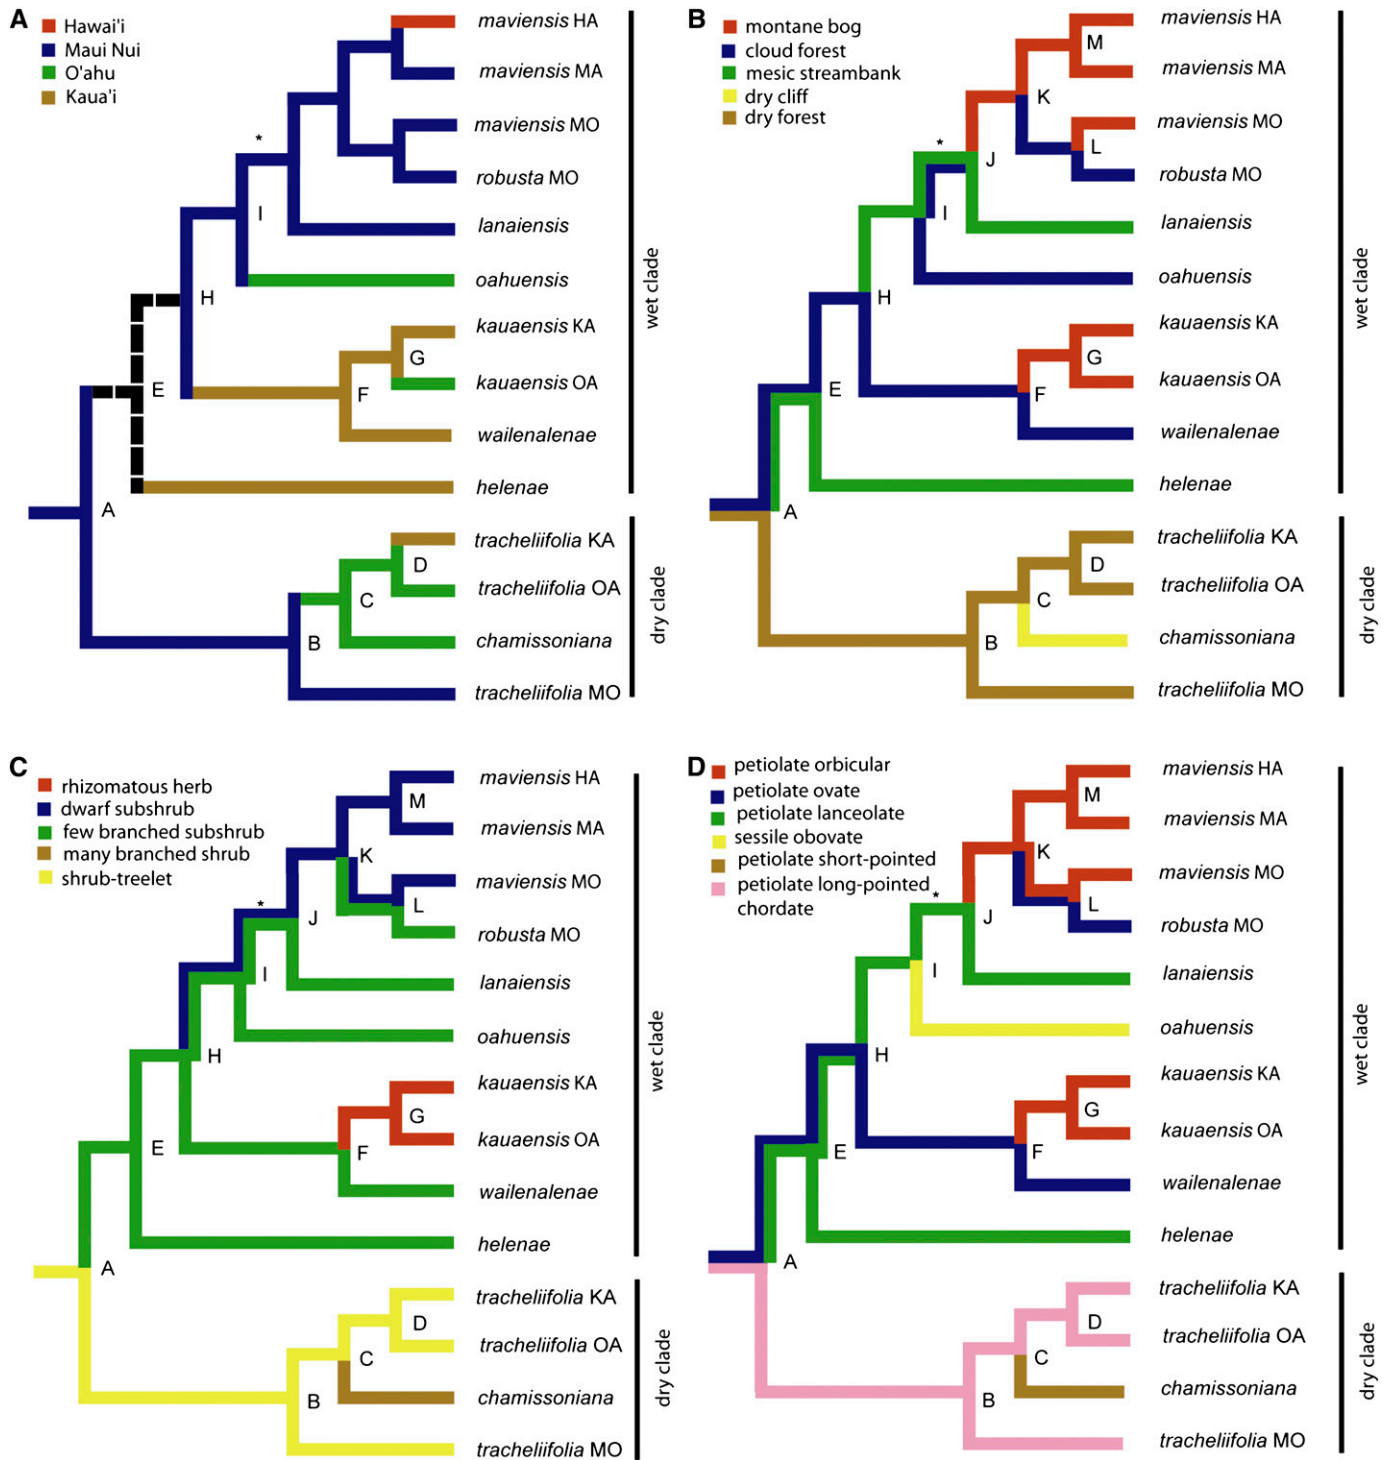 A
Hawai'i
Maui Nui
O'ahu
Kaua'i
maviensis HA
maviensis MA
maviensis MO
robusta MO
lanaiensis
oahuensis
kauaensis KA
kauaensis OA
wailenalenae
helenae
tracheliifolia KA
tracheliifolia OA
chamissoniana
tracheliifolia MO
*
I
H
G
E
F
A
D
C
B
wet clade
dry clade
B
montane bog
cloud forest
mesic streambank
dry cliff
dry forest
maviensis HA
maviensis MA
maviensis MO
robusta MO
lanaiensis
oahuensis
kauaensis KA
kauaensis OA
wailenalenae
helenae
tracheliifolia KA
tracheliifolia OA
chamissoniana
tracheliifolia MO
M
K
*
L
J
I
H
G
E
F
A
D
C
B
wet clade
dry clade
C
rhizomatous herb
dwarf subshrub
few branched subshrub
many branched shrub
shrub-treelet
maviensis HA
maviensis MA
maviensis MO
robusta MO
lanaiensis
oahuensis
kauaensis KA
kauaensis OA
wailenalenae
helenae
tracheliifolia KA
tracheliifolia OA
chamissoniana
tracheliifolia MO
M
K
*
L
J
I
H
G
E
F
A
D
C
B
wet clade
dry clade
D
petiolate orbicular
petiolate ovate
petiolate lanceolate
sessile obovate
petiolate short-pointed
petiolate long-pointed
chordate
maviensis HA
maviensis MA
maviensis MO
robusta MO
lanaiensis
oahuensis
kauaensis KA
kauaensis OA
wailenalenae
helenae
tracheliifolia KA
tracheliifolia OA
chamissoniana
tracheliifolia MO
M
K
*
L
J
I
H
G
E
F
A
D
C
B
wet clade
dry clade